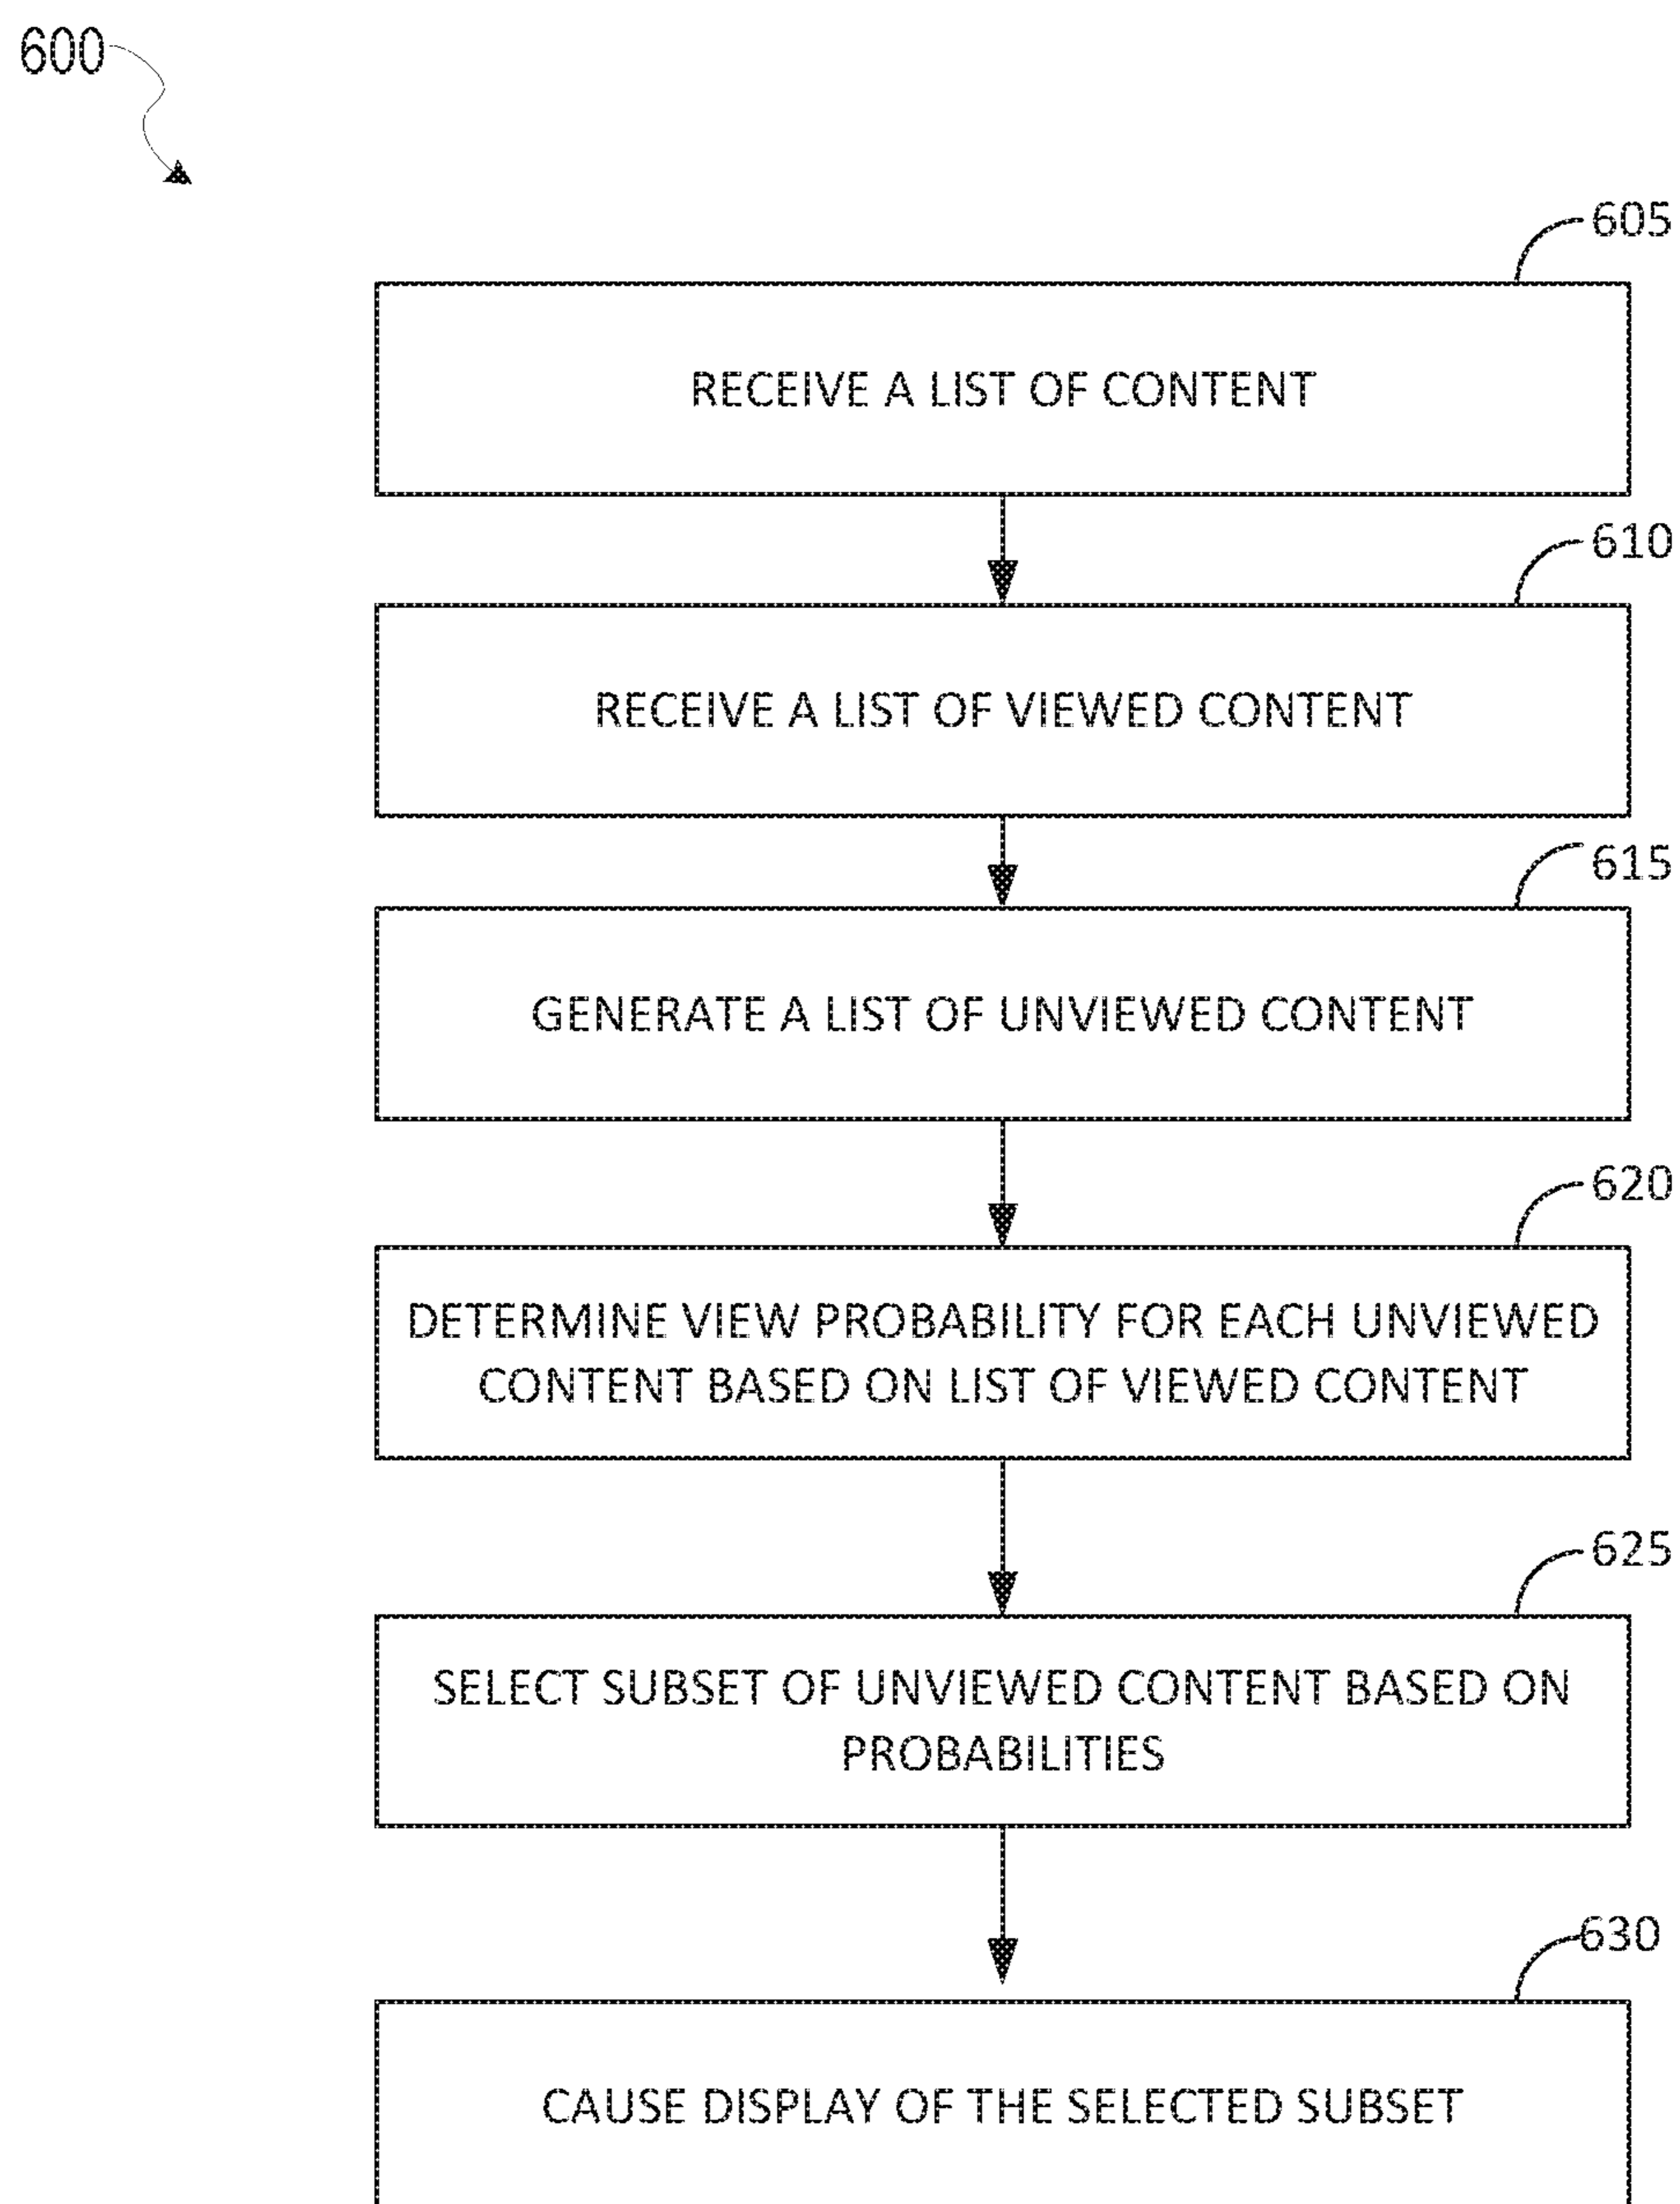 600
605
RECEIVE A LIST OF CONTENT
610
RECEIVE A LIST OF VIEWED CONTENT
615
GENERATE A LIST OF UNVIEWED CONTENT
620
DETERMINE VIEW PROBABILITY FOR EACH UNVIEWED
CONTENT BASED ON LIST OF VIEWED CONTENT
625
SELECT SUBSET OF UNVIEWED CONTENT BASED ON
PROBABILITIES
630
CAUSE DISPLAY OF THE SELECTED SUBSET